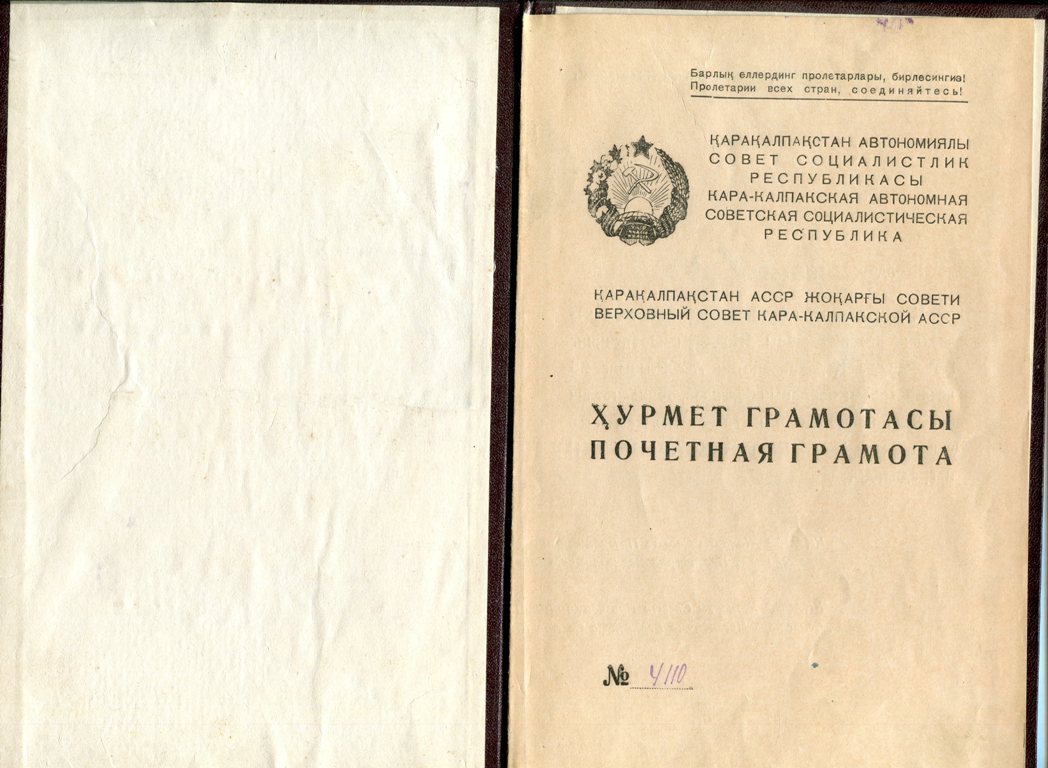 Барлық еллердинг пролетарлары, бирлесингиз!
Пролетарии всех стран, соединяйтесь!
ҚАРАҚАЛПАҚСТАН АВТОНОМИЯЛЫ
СОВЕТ СОЦИАЛИСТЛИК
РЕСПУБЛИКАСЫ
КАРА-КАЛПАКСКАЯ АВТОНОМНАЯ
СОВЕТСКАЯ СОЦИАЛИСТИЧЕСКАЯ
РЕСПУБЛИКА
ҚАРАҚАЛПАҚСТАН АССР ЖОҚАРҒЫ СОВЕТИ
ВЕРХОВНЫЙ СОВЕТ КАРА-КАЛПАКСКОЙ АССР
ҲУРМЕТ ГРАМОТАСЫ
ПОЧЕТНАЯ ГРАМОТА
№ 4110